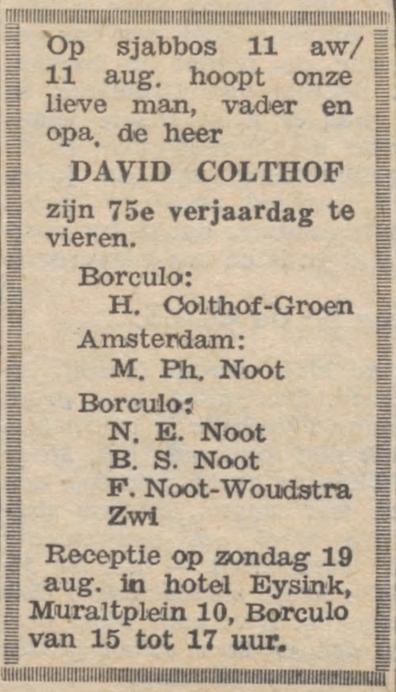 Op sjabbos 11 aw/
11 aug. hoopt onze
lieve man, vader en
opa, de heer
DAVID COLTHOF
zijn 75e verjaardag te
vieren.
Borculo:
H. Colthof-Groen
Amsterdam:
M. Ph. Noot
Borculo:
N. E. Noot
B. S. Noot
F. Noot-Woudstra
Zwi
Receptie op zondag 19
aug. in hotel Eysink,
Muraltplein 10, Borculo
van 15 tot 17 uur.